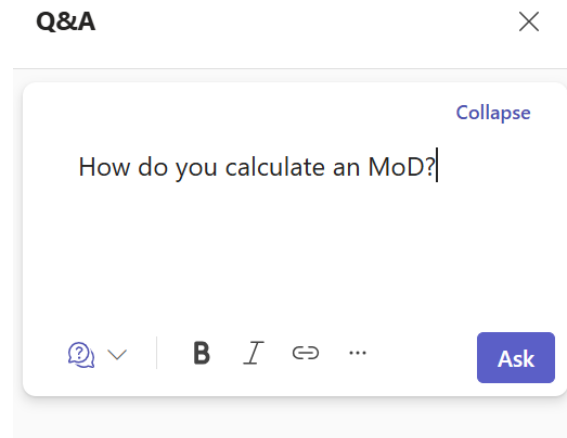 Q&A
Collapse
How do you calculate an MoD?
B I ...
Ask